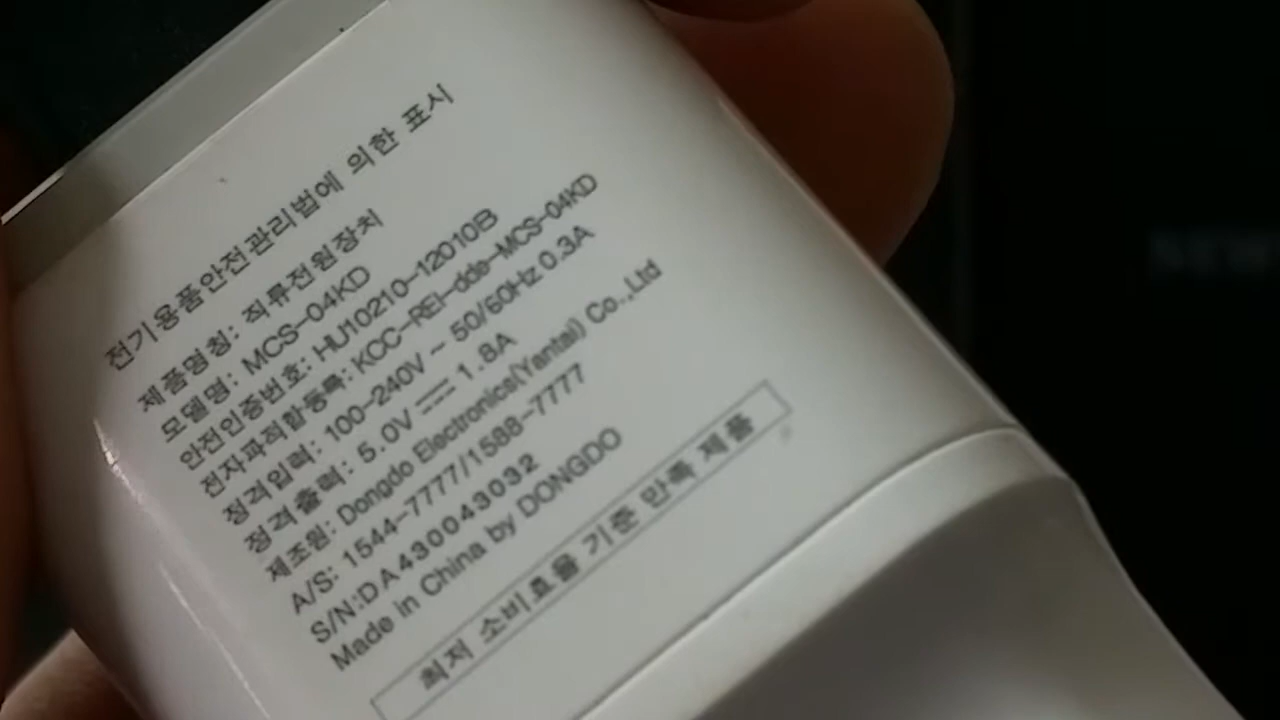 전기용품안전관리법에 의한 표시
제품명칭: 직류전원장치
모델명: MCS-04KD
안전인증번호: HU10210-12010B
전자파적합등록: KCC-REI-dde-MCS-04KD
정격입력: 100-240V ~ 50/60Hz 0.3A
정격출력: 5.0V ⎓ 1.8A
제조원: Dongdo Electronics(Yantai) Co.,Ltd
A/S: 1544-7777/1588-7777
S/N:DA430043032
Made in China by DONGDO
최저 소비효율 기준 만족 제품